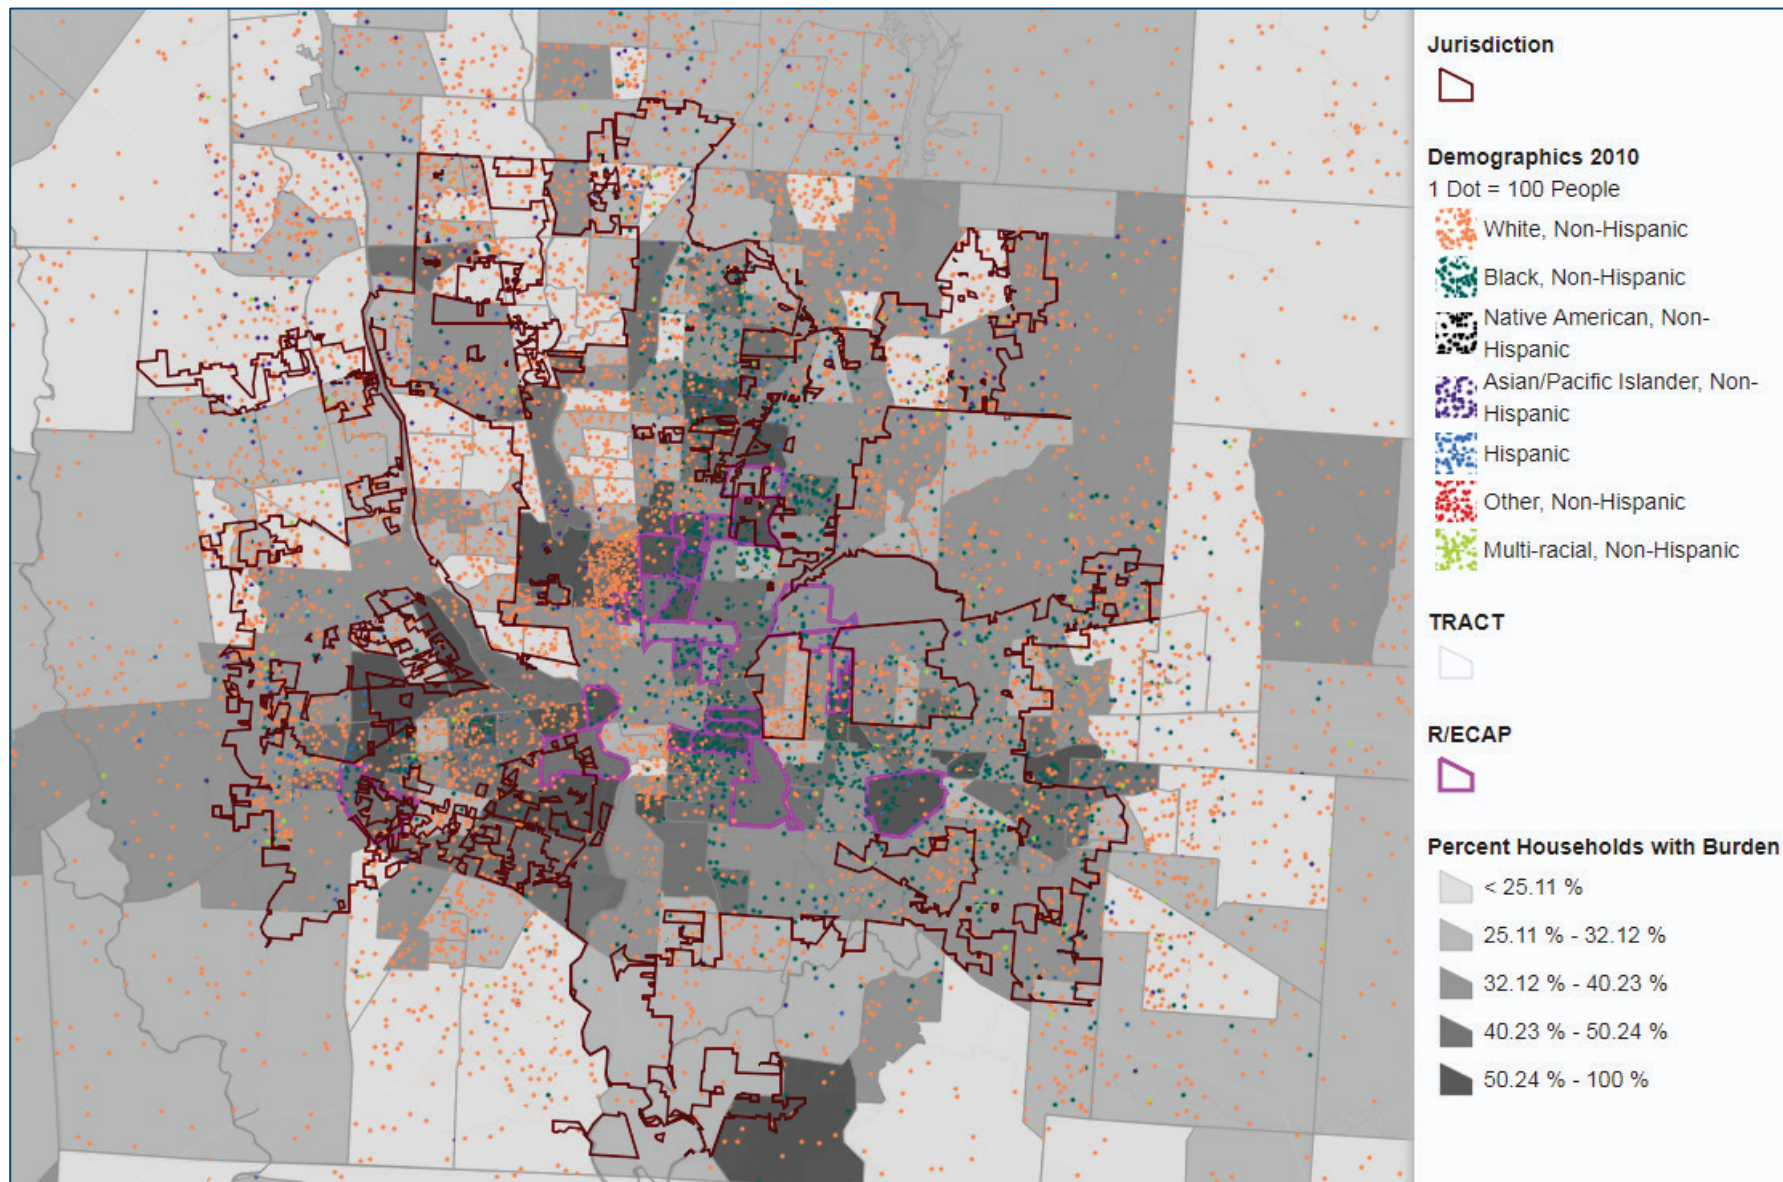 Jurisdiction
Demographics 2010
1 Dot = 100 People
White, Non-Hispanic
Black, Non-Hispanic
Native American, Non-
Hispanic
Asian/Pacific Islander, Non-
Hispanic
Hispanic
Other, Non-Hispanic
Multi-racial, Non-Hispanic
TRACT
R/ECAP
Percent Households with Burden
< 25.11 %
25.11 % - 32.12 %
32.12 % - 40.23 %
40.23 % - 50.24 %
50.24 % - 100 %